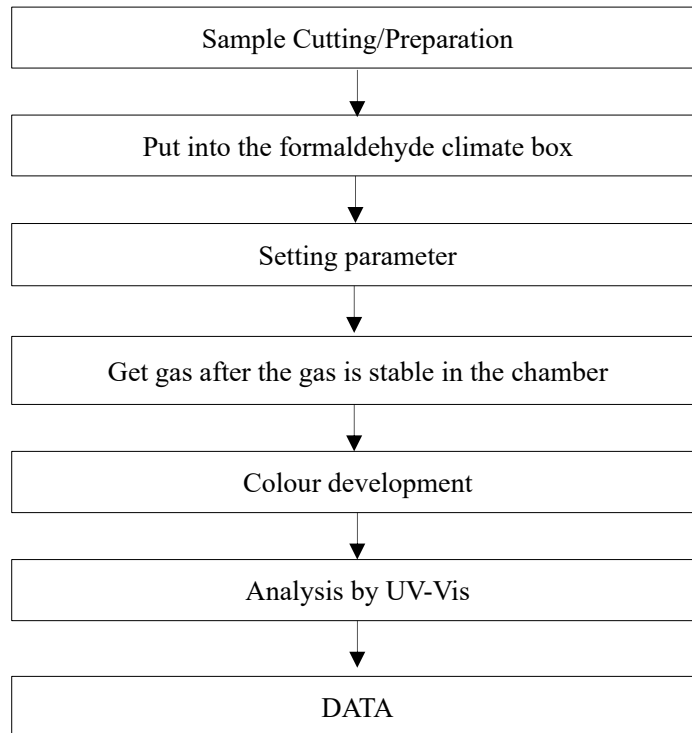 Sample Cutting/Preparation
Put into the formaldehyde climate box
Setting parameter
Get gas after the gas is stable in the chamber
Colour development
Analysis by UV-Vis
DATA